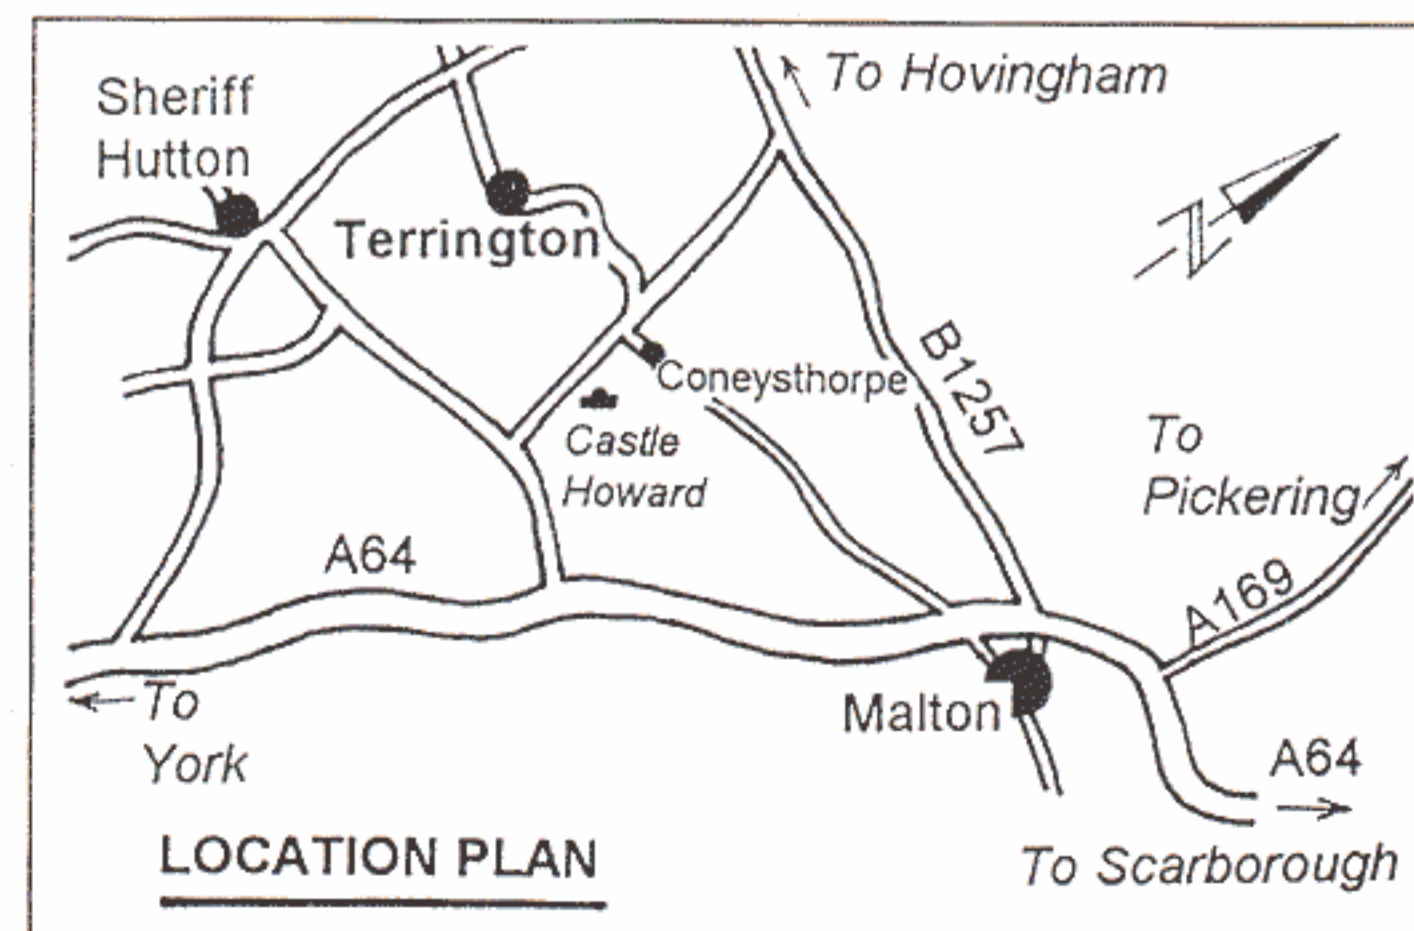 Sheriff
Hutton
To Hovingham
Terrington
N
Coneysthorpe
B1257
Castle
Howard
To
Pickering
A64
A169
To
York
Malton
A64
To Scarborough
LOCATION PLAN